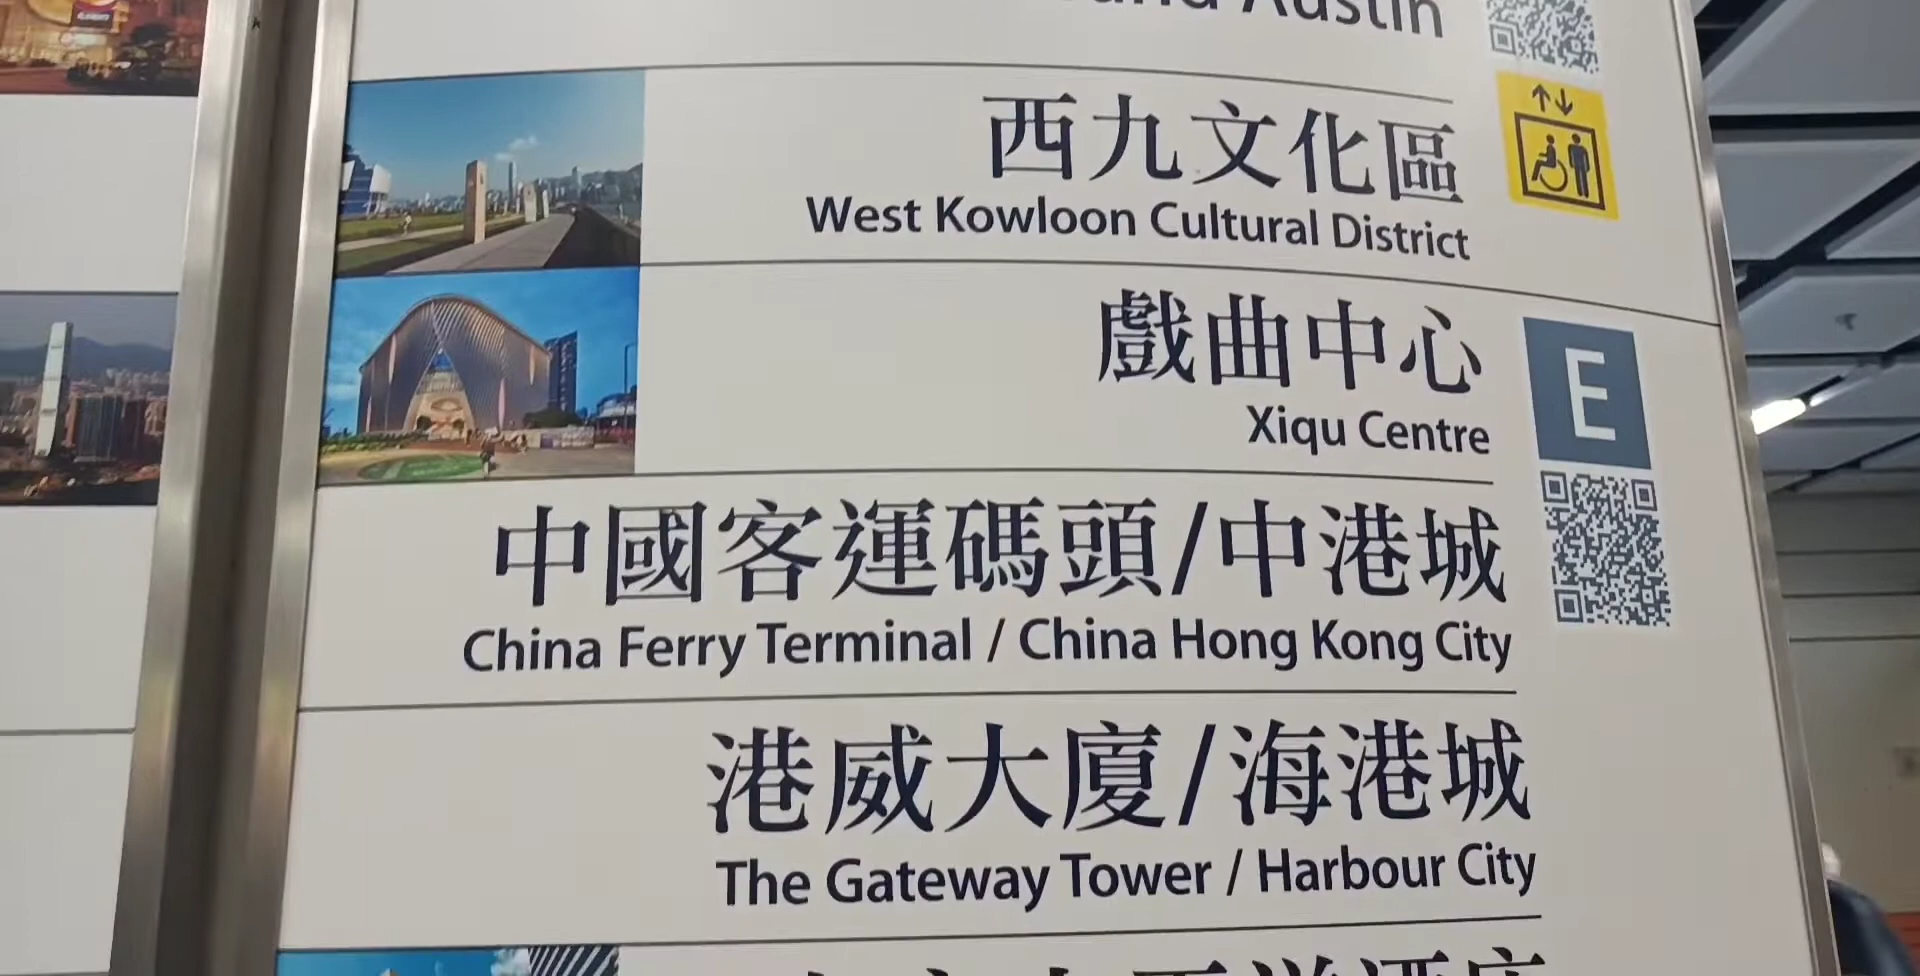 Austin
西九文化區
West Kowloon Cultural District
戲曲中心
Xiqu Centre
E
中國客運碼頭/中港城
China Ferry Terminal / China Hong Kong City
港威大廈/海港城
The Gateway Tower / Harbour City